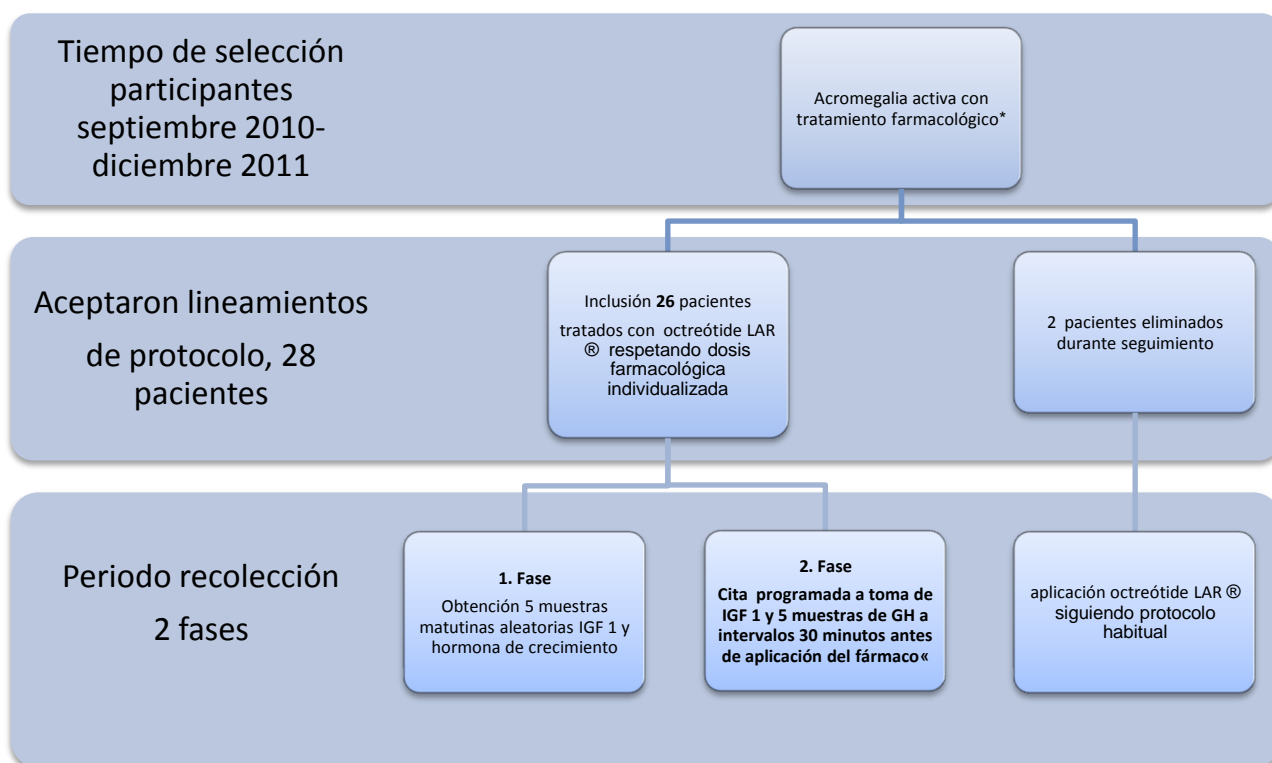 Tiempo de selección
participantes
septiembre 2010-
diciembre 2011
Acromegalia activa con
tratamiento farmacológico*
Aceptaron lineamientos
de protocolo, 28
pacientes
Inclusión 26 pacientes
tratados con octreótide LAR
® respetando dosis
farmacológica
individualizada
2 pacientes eliminados
durante seguimiento
Periodo recolección
2 fases
1. Fase
Obtención 5 muestras
matutinas aleatorias IGF 1 y
hormona de crecimiento
2. Fase
Cita programada a toma de
IGF 1 y 5 muestras de GH a
intervalos 30 minutos antes
de aplicación del fármaco«
aplicación octreótide LAR ®
siguiendo protocolo
habitual